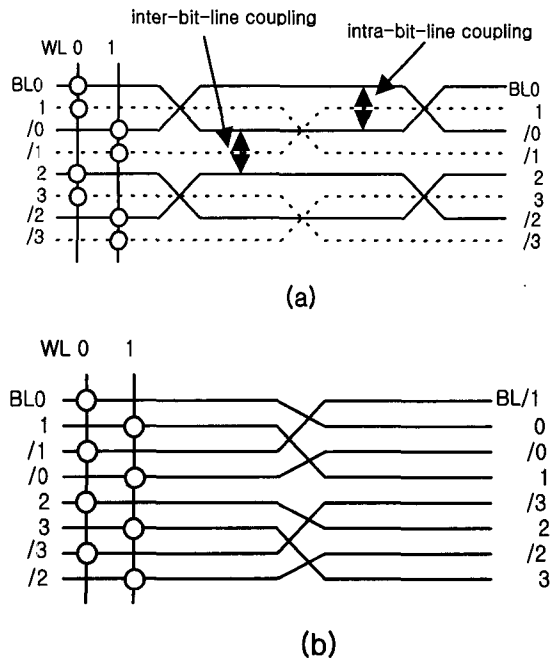 inter-bit-line coupling
intra-bit-line coupling
WL 0 1
BL0 BL0
1 1
/0 /0
/1 /1
2 2
3 3
/2 /2
/3 /3
(a)
WL 0 1
BL0 BL/1
1 0
/1 /0
/0 1
2 /3
3 2
/3 /2
/2 3
(b)